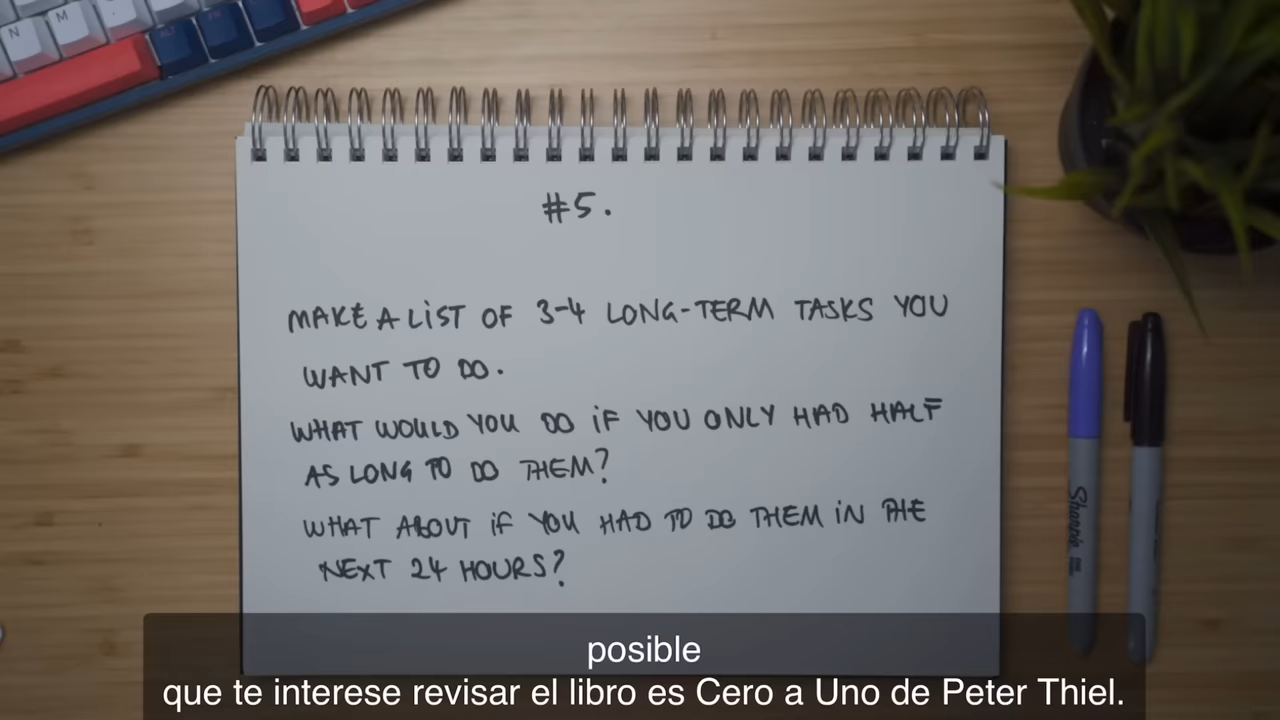 N
M
ALT
FN
#5.
MAKE A LIST OF 3-4 LONG-TERM TASKS YOU
WANT TO DO.
WHAT WOULD YOU DO IF YOU ONLY HAD HALF
AS LONG TO DO THEM?
WHAT ABOUT IF YOU HAD TO DO THEM IN THE
NEXT 24 HOURS?
Sharpie
posible
que te interese revisar el libro es Cero a Uno de Peter Thiel.